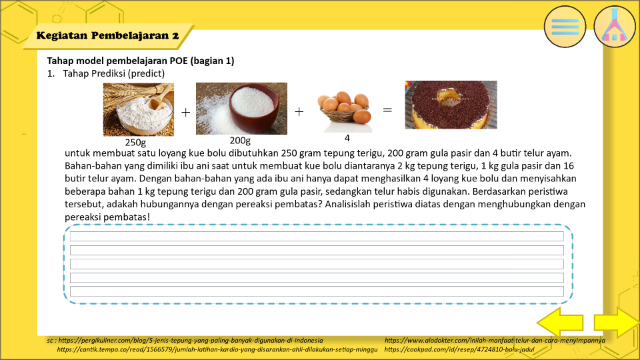 Kegiatan Pembelajaran 2
Tahap model pembelajaran POE (bagian 1)
1. Tahap Prediksi (predict)
+ + =
250g 200g 4
untuk membuat satu loyang kue bolu dibutuhkan 250 gram tepung terigu, 200 gram gula pasir dan 4 butir telur ayam.
Bahan-bahan yang dimiliki ibu ani saat untuk membuat kue bolu diantaranya 2 kg tepung terigu, 1 kg gula pasir dan 16
butir telur ayam. Dengan bahan-bahan yang ada ibu ani hanya dapat menghasilkan 4 loyang kue bolu dan menyisahkan
beberapa bahan 1 kg tepung terigu dan 200 gram gula pasir, sedangkan telur habis digunakan. Berdasarkan peristiwa
tersebut, adakah hubungannya dengan pereaksi pembatas? Analisislah peristiwa diatas dengan menghubungkan dengan
pereaksi pembatas!
sc : https://pergikuliner.com/blog/5-jenis-tepung-yang-paling-banyak-digunakan-di-indonesia
https://www.alodokter.com/inilah-manfaat-telur-dan-cara-menyimpannya
https://cantik.tempo.co/read/1566579/jumlah-latihan-kardio-yang-disarankan-ahli-dilakukan-setiap-minggu
https://cookpad.com/id/resep/4724810-bolu-jadul